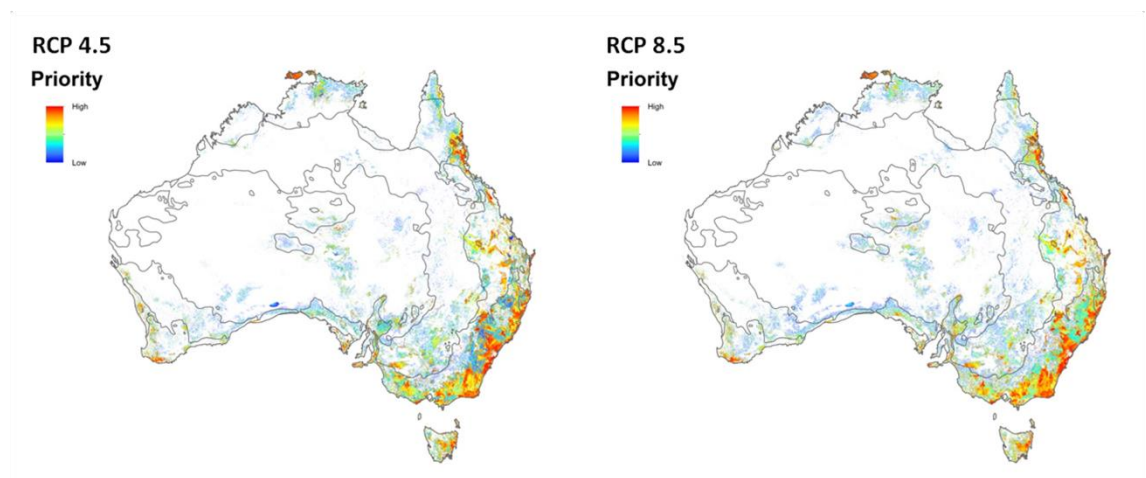 RCP 4.5
Priority
High
Low
RCP 8.5
Priority
High
Low